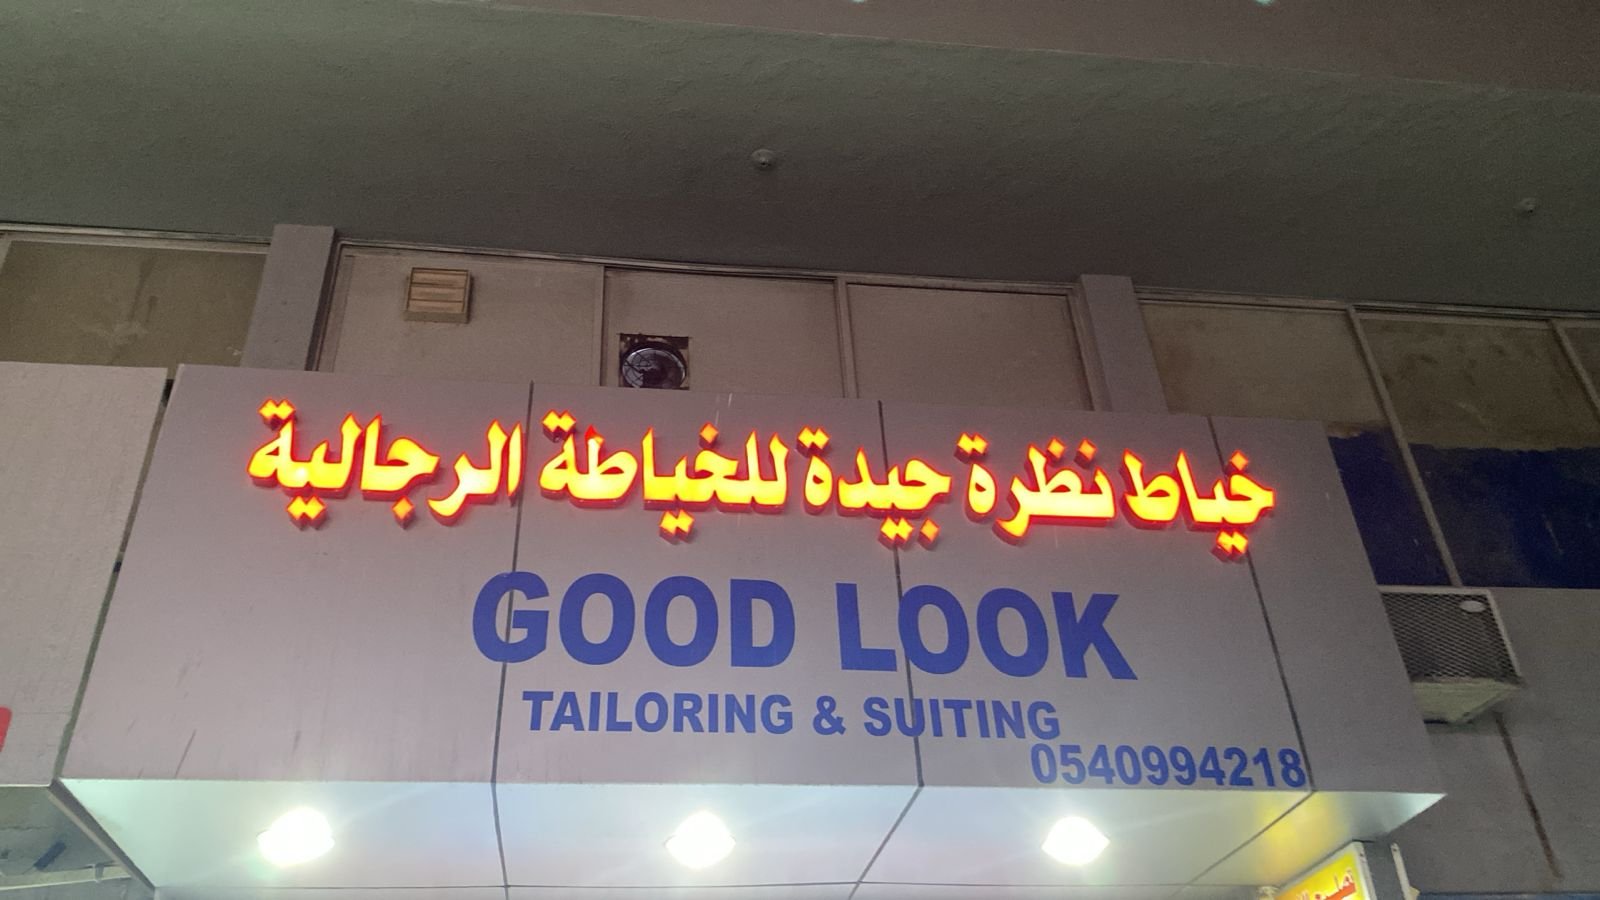 خياط نظرة جيدة للخياطة الرجالية
GOOD LOOK
TAILORING & SUITING
0540994218